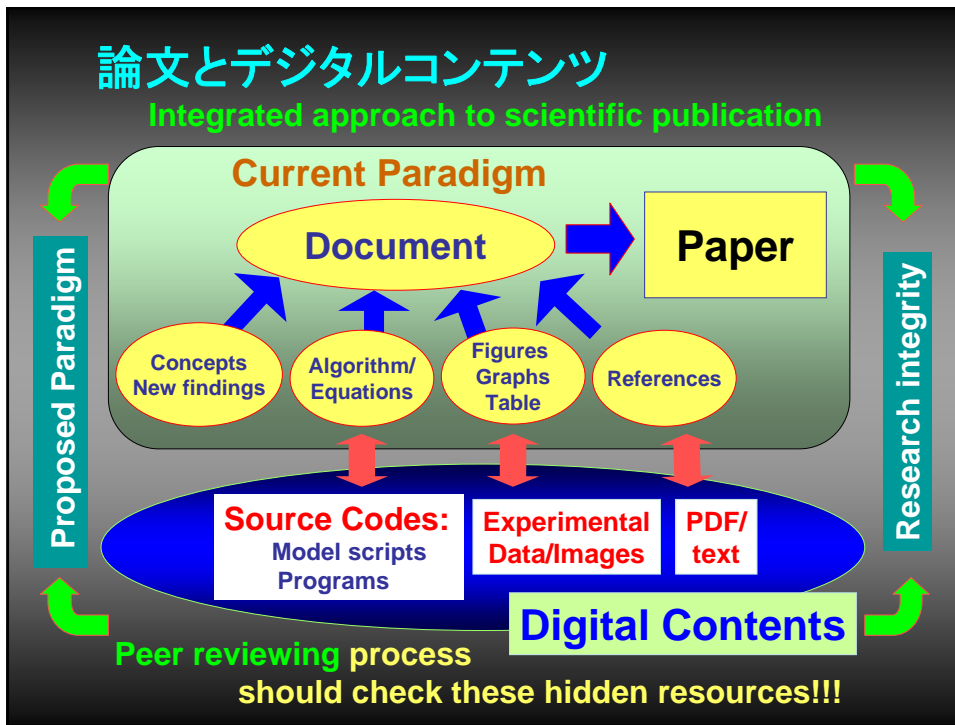 論文とデジタルコンテンツ
Integrated approach to scientific publication
Current Paradigm
Document
Paper
Concepts
New findings
Algorithm/
Equations
Figures
Graphs
Table
References
Proposed Paradigm
Research integrity
Source Codes:
Model scripts
Programs
Experimental
Data/Images
PDF/
text
Digital Contents
Peer reviewing process
should check these hidden resources!!!